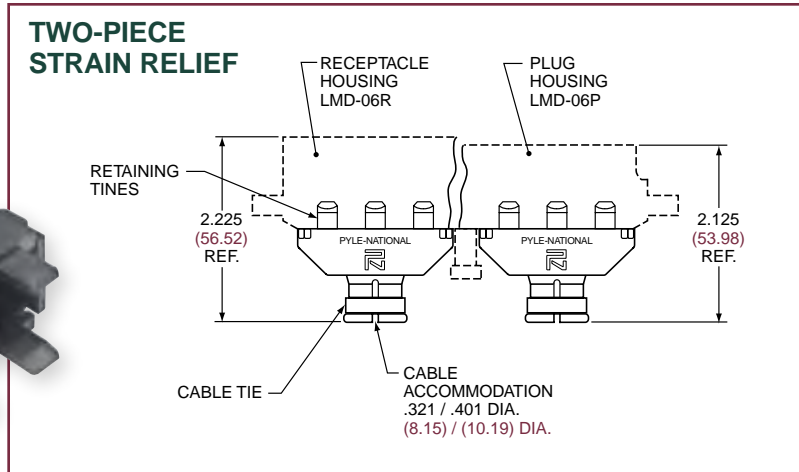 TWO-PIECE
STRAIN RELIEF
RECEPTACLE
HOUSING
LMD-06R
PLUG
HOUSING
LMD-06P
RETAINING
TINES
2.225
(56.52)
REF.
2.125
(53.98)
REF.
PYLE-NATIONAL
PYLE-NATIONAL
CABLE TIE
CABLE
ACCOMMODATION
.321 / .401 DIA.
(8.15) / (10.19) DIA.